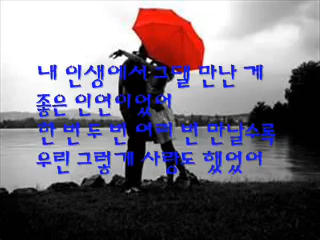 내 인생에서 그댈 만난 게
좋은 인연이었어
한 번 두 번 여러 번 만날수록
우린 그렇게 사랑도 했었어